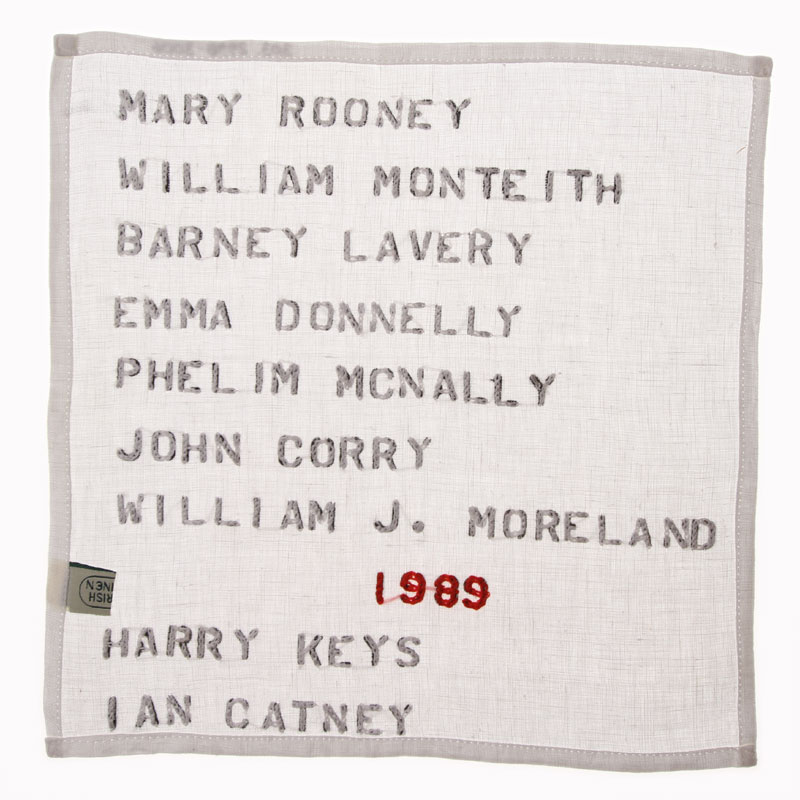 MARY ROONEY
WILLIAM MONTEITH
BARNEY LAVERY
EMMA DONNELLY
PHELIM MCNALLY
JOHN CORRY
WILLIAM J. MORELAND
1989
HARRY KEYS
IAN CATNEY